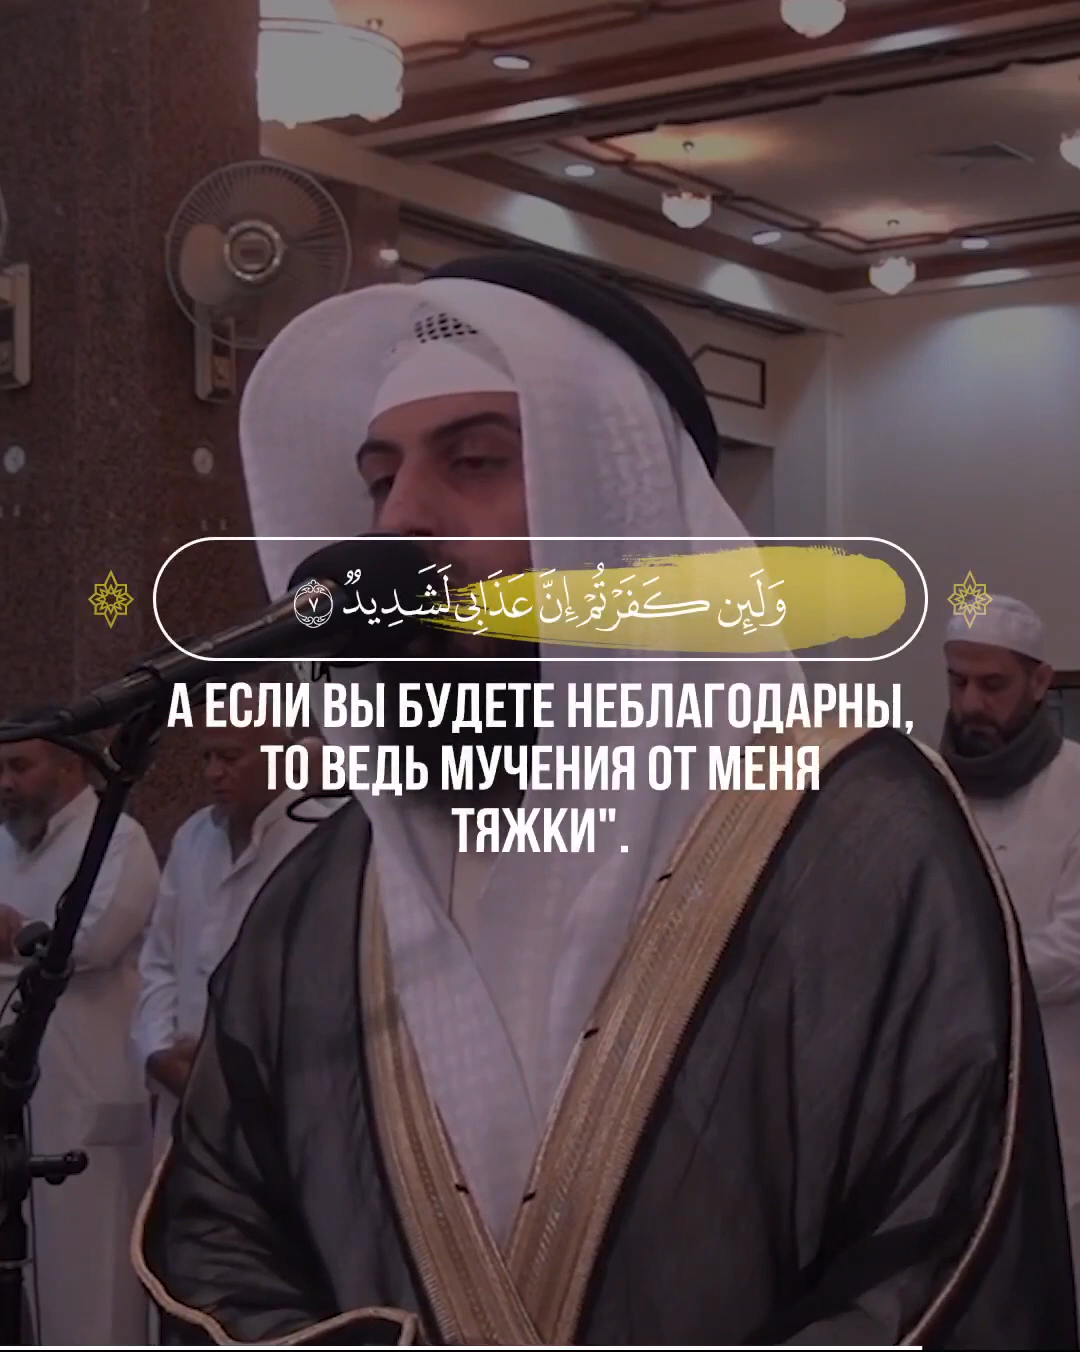 وَلَئِن كَفَرْتُمْ إِنَّ عَذَابِي لَشَدِيدٌ ٧
А ЕСЛИ ВЫ БУДЕТЕ НЕБЛАГОДАРНЫ,
ТО ВЕДЬ МУЧЕНИЯ ОТ МЕНЯ
ТЯЖКИ".